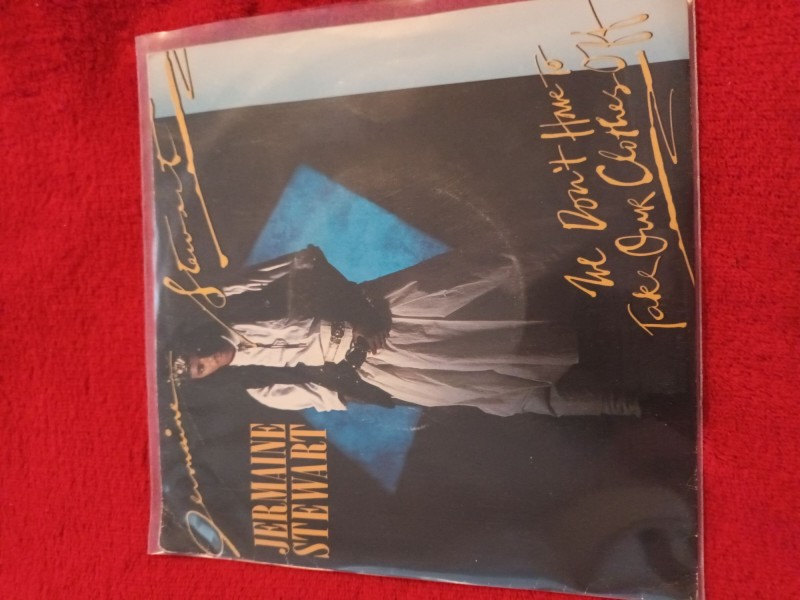 Jermaine Stewart
JERMAINE
STEWART
We Don't Have To
Take Our Clothes Off